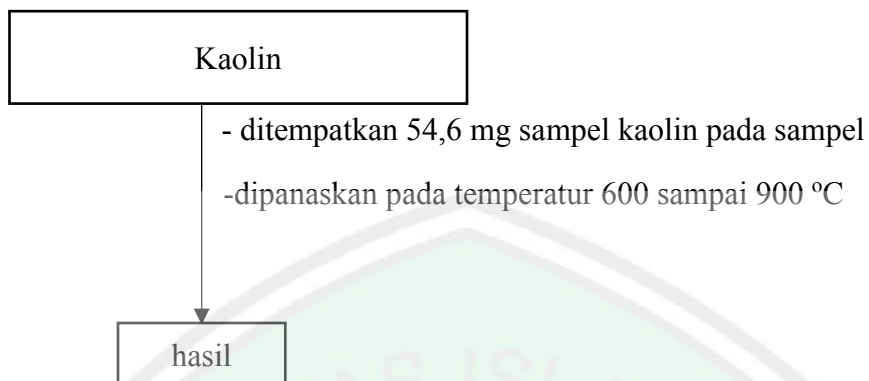 Kaolin
- ditempatkan 54,6 mg sampel kaolin pada sampel
-dipanaskan pada temperatur 600 sampai 900 ºC
hasil